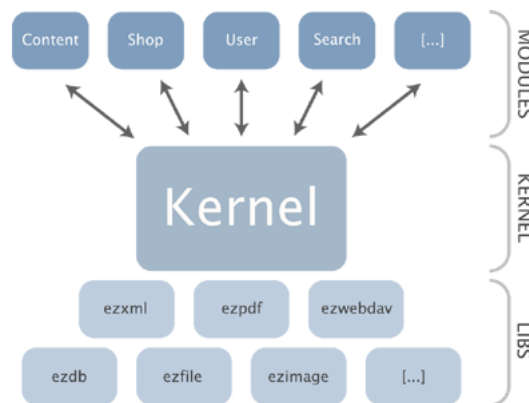 Content
Shop
User
Search
[...]
MODULES
Kernel
KERNEL
ezxml
ezpdf
ezwebdav
LIBS
ezdb
ezfile
ezimage
[...]